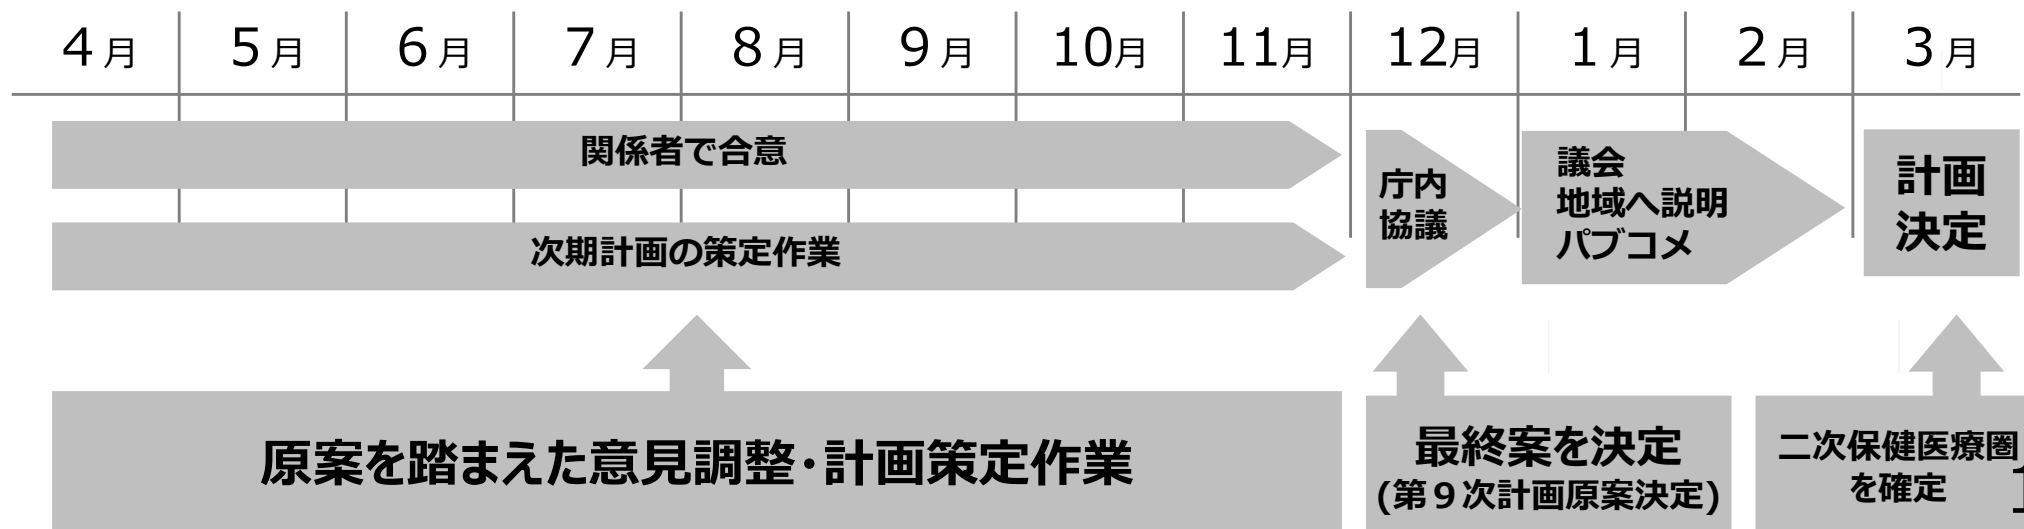 4月 5月 6月 7月 8月 9月 10月 11月 12月 1月 2月 3月
関係者で合意
次期計画の策定作業
庁内
協議
議会
地域へ説明
パブコメ
計画
決定
原案を踏まえた意見調整・計画策定作業
最終案を決定
(第９次計画原案決定)
二次保健医療圏
を確定